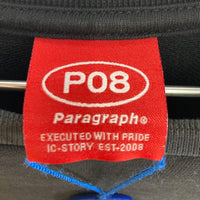 P08
Paragraph®
EXECUTED WITH PRIDE
IC-STORY EST-2008